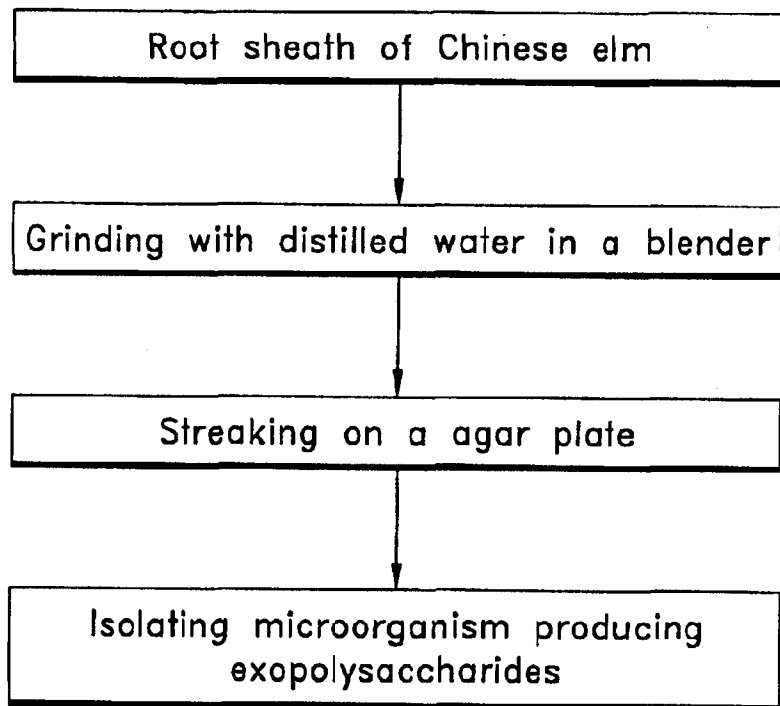 Root sheath of Chinese elm
Grinding with distilled water in a blender
Streaking on a agar plate
Isolating microorganism producing
exopolysaccharides